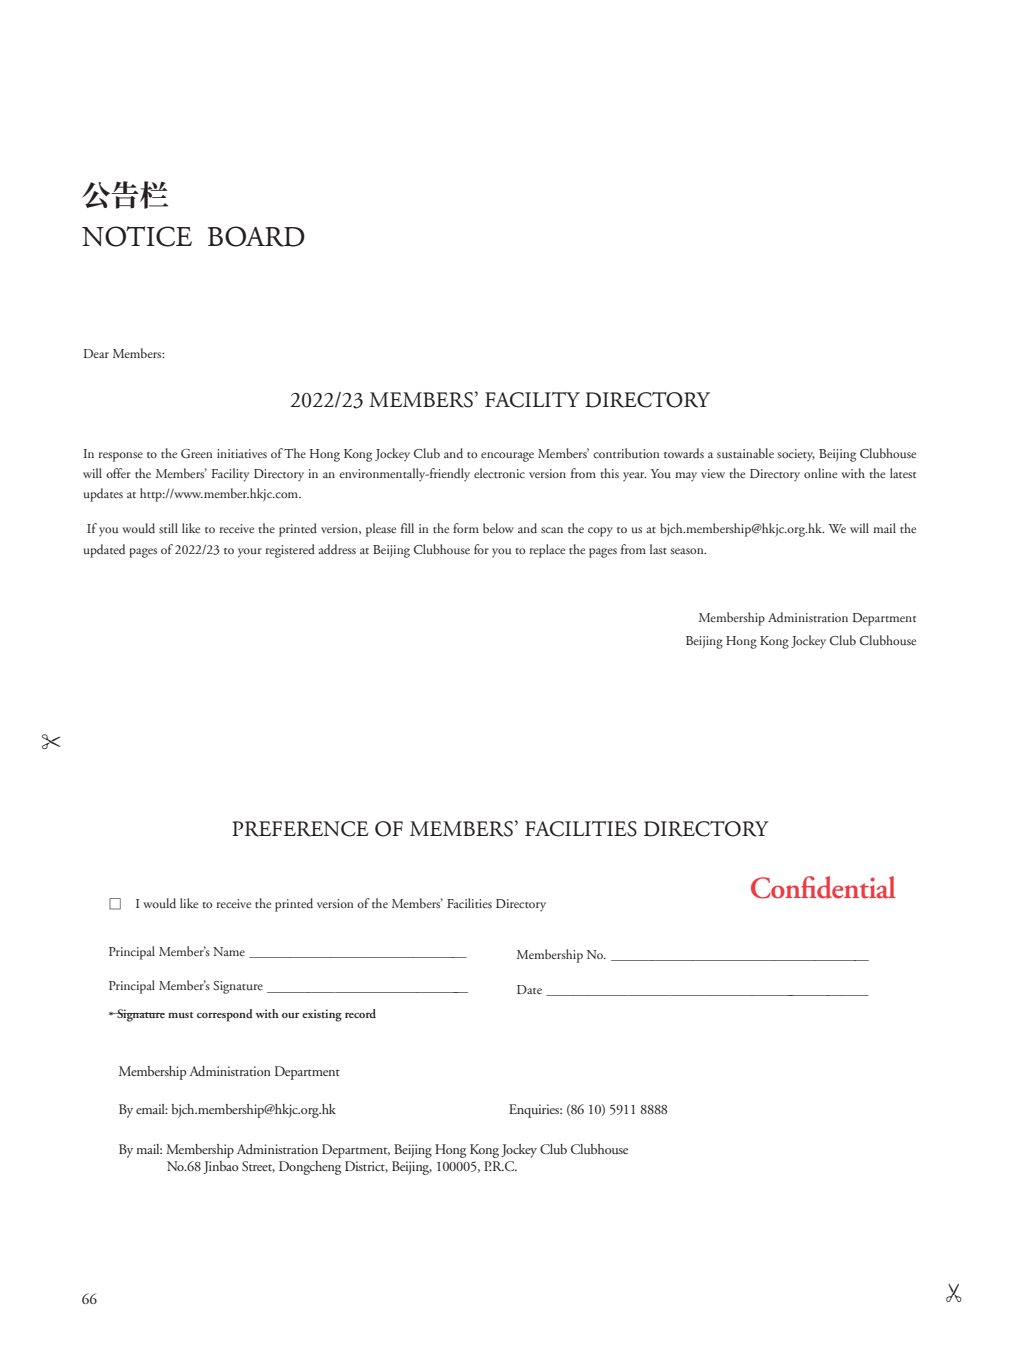 公告栏
NOTICE BOARD
Dear Members:
2022/23 MEMBERS’ FACILITY DIRECTORY
In response to the Green initiatives of The Hong Kong Jockey Club and to encourage Members’ contribution towards a sustainable society, Beijing Clubhouse
will offer the Members’ Facility Directory in an environmentally-friendly electronic version from this year. You may view the Directory online with the latest
updates at http://www.member.hkjc.com.
If you would still like to receive the printed version, please fill in the form below and scan the copy to us at bjch.membership@hkjc.org.hk. We will mail the
updated pages of 2022/23 to your registered address at Beijing Clubhouse for you to replace the pages from last season.
Membership Administration Department
Beijing Hong Kong Jockey Club Clubhouse
PREFERENCE OF MEMBERS’ FACILITIES DIRECTORY
Confidential
☐ I would like to receive the printed version of the Members’ Facilities Directory
Principal Member’s Name
Membership No.
Principal Member’s Signature
Date
* Signature must correspond with our existing record
Membership Administration Department
By email: bjch.membership@hkjc.org.hk
Enquiries: (86 10) 5911 8888
By mail: Membership Administration Department, Beijing Hong Kong Jockey Club Clubhouse
No.68 Jinbao Street, Dongcheng District, Beijing, 100005, P.R.C.
66